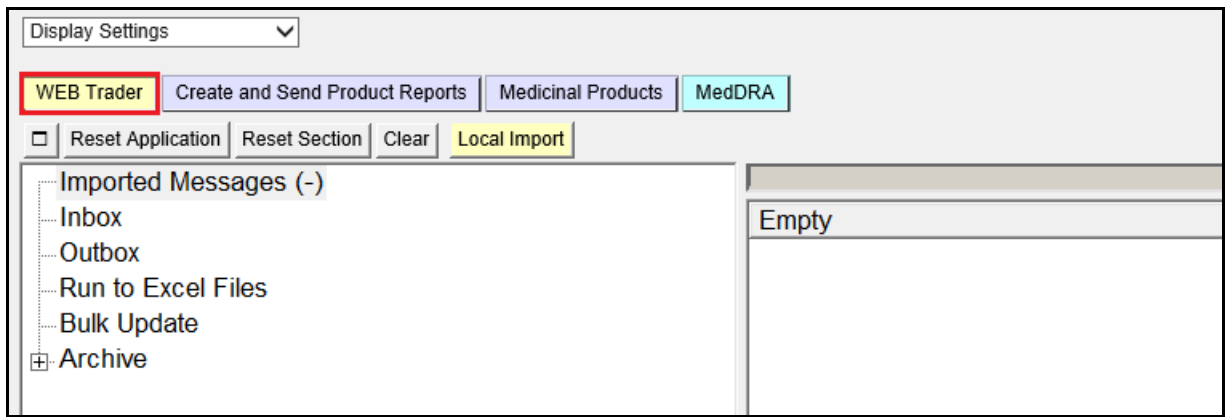 Display Settings
WEB Trader Create and Send Product Reports Medicinal Products MedDRA
Reset Application Reset Section Clear Local Import
Imported Messages (-)
Inbox
Outbox
Run to Excel Files
Bulk Update
Archive
Empty